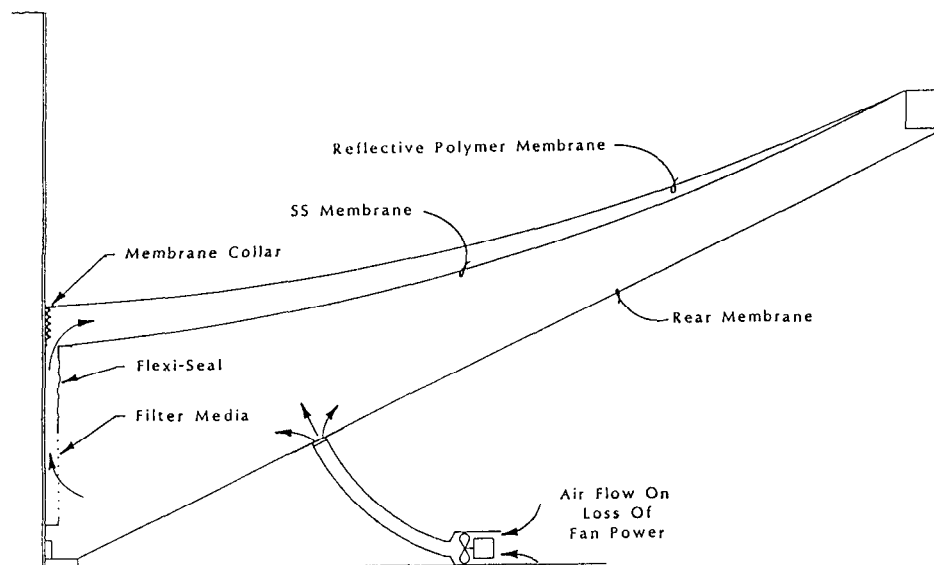 Reflective Polymer Membrane
SS Membrane
Membrane Collar
Rear Membrane
Flexi-Seal
Filter Media
Air Flow On
Loss Of
Fan Power